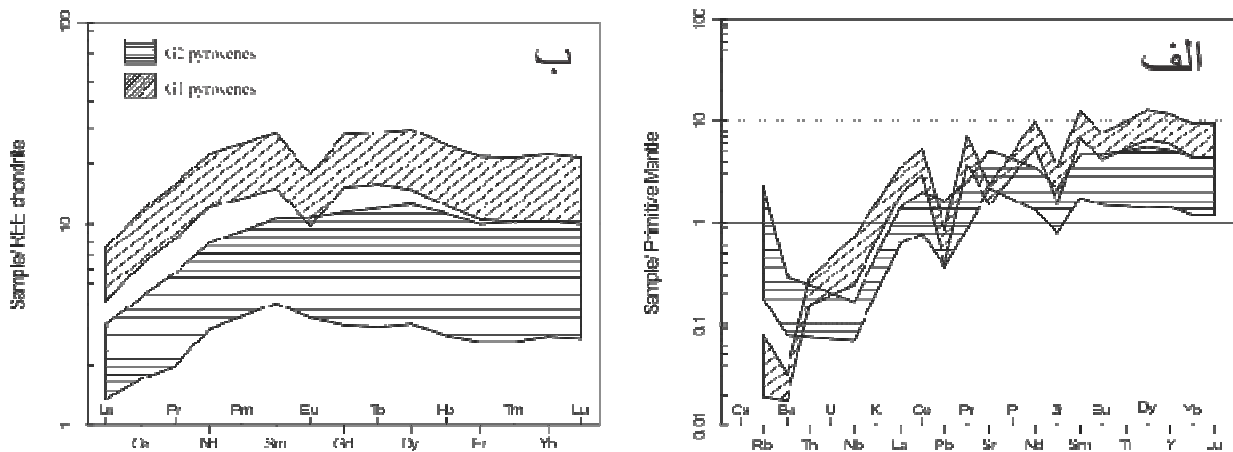 100
10
1
Sample/ REE chondrite
G2 pyroxenes
G1 pyroxenes
ب
La Pr Pm Eu Tb Ho Tm Lu
Ce Nd Sm Gd Dy Er Yb
100
10
1
0.1
0.01
Sample/ Primitive Mantle
الف
Cs Ba U K Ce Pr P Eu Dy Yb
Rb Th Nb La Pb Sr Nd Sm Ti Y Lu